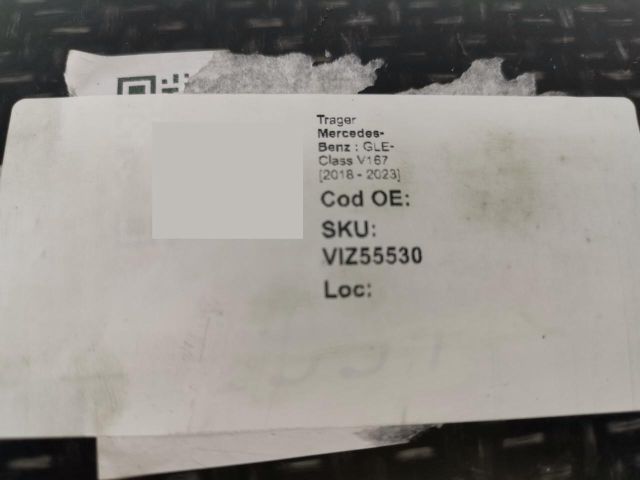 Trager
Mercedes-
Benz : GLE-
Class V167
[2018 - 2023]
Cod OE:
SKU:
VIZ55530
Loc: